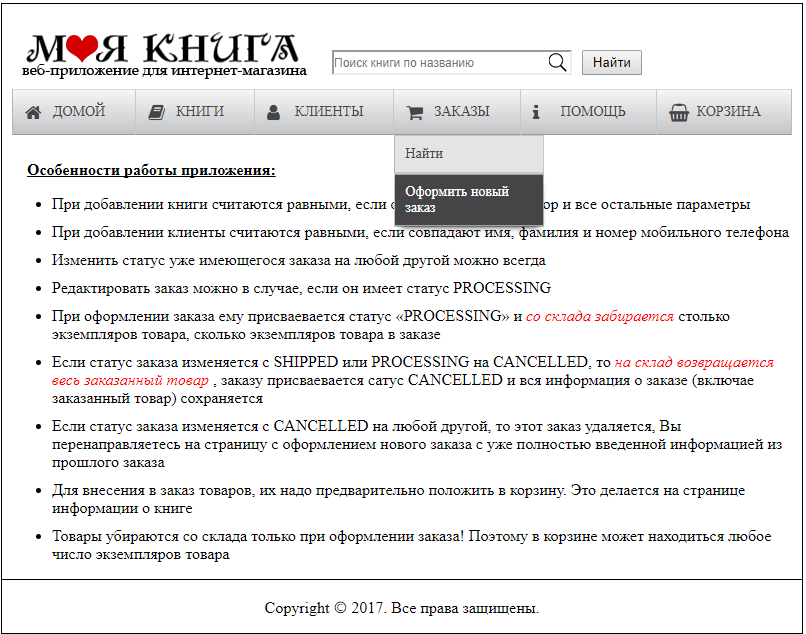 МОЯ КНИГА
веб-приложение для интернет-магазина
Поиск книги по названию
Найти
ДОМОЙ КНИГИ КЛИЕНТЫ ЗАКАЗЫ ПОМОЩЬ КОРЗИНА
Найти
Оформить новый
заказ
Особенности работы приложения:
• При добавлении книги считаются равными, если ор и все остальные параметры
• При добавлении клиенты считаются равными, если совпадают имя, фамилия и номер мобильного телефона
• Изменить статус уже имеющегося заказа на любой другой можно всегда
• Редактировать заказ можно в случае, если он имеет статус PROCESSING
• При оформлении заказа ему присваевается статус «PROCESSING» и со склада забирается столько
экземпляров товара, сколько экземпляров товара в заказе
• Если статус заказа изменяется с SHIPPED или PROCESSING на CANCELLED, то на склад возвращается
весь заказанный товар , заказу присваевается сатус CANCELLED и вся информация о заказе (включае
заказанный товар) сохраняется
• Если статус заказа изменяется с CANCELLED на любой другой, то этот заказ удаляется, Вы
перенаправляетесь на страницу с оформлением нового заказа с уже полностью введенной информацией из
прошлого заказа
• Для внесения в заказ товаров, их надо предварительно положить в корзину. Это делается на странице
информации о книге
• Товары убираются со склада только при оформлении заказа! Поэтому в корзине может находиться любое
число экземпляров товара
Copyright © 2017. Все права защищены.